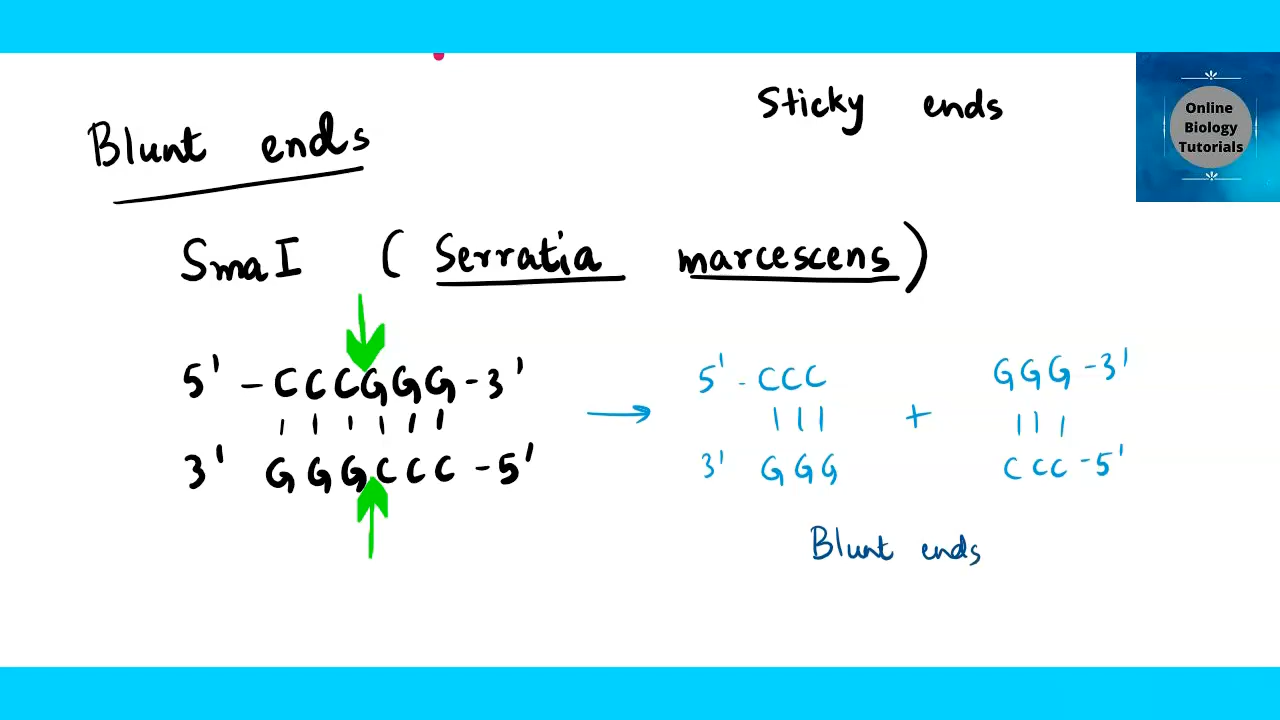 Sticky ends
Online
Biology
Tutorials
Blunt ends
SmaI (Serratia marcescens)
5' - CCCGGG - 3'
3' GGGCCC - 5'
→
5' - CCC + GGG - 3'
3' GGG CCC - 5'
Blunt ends